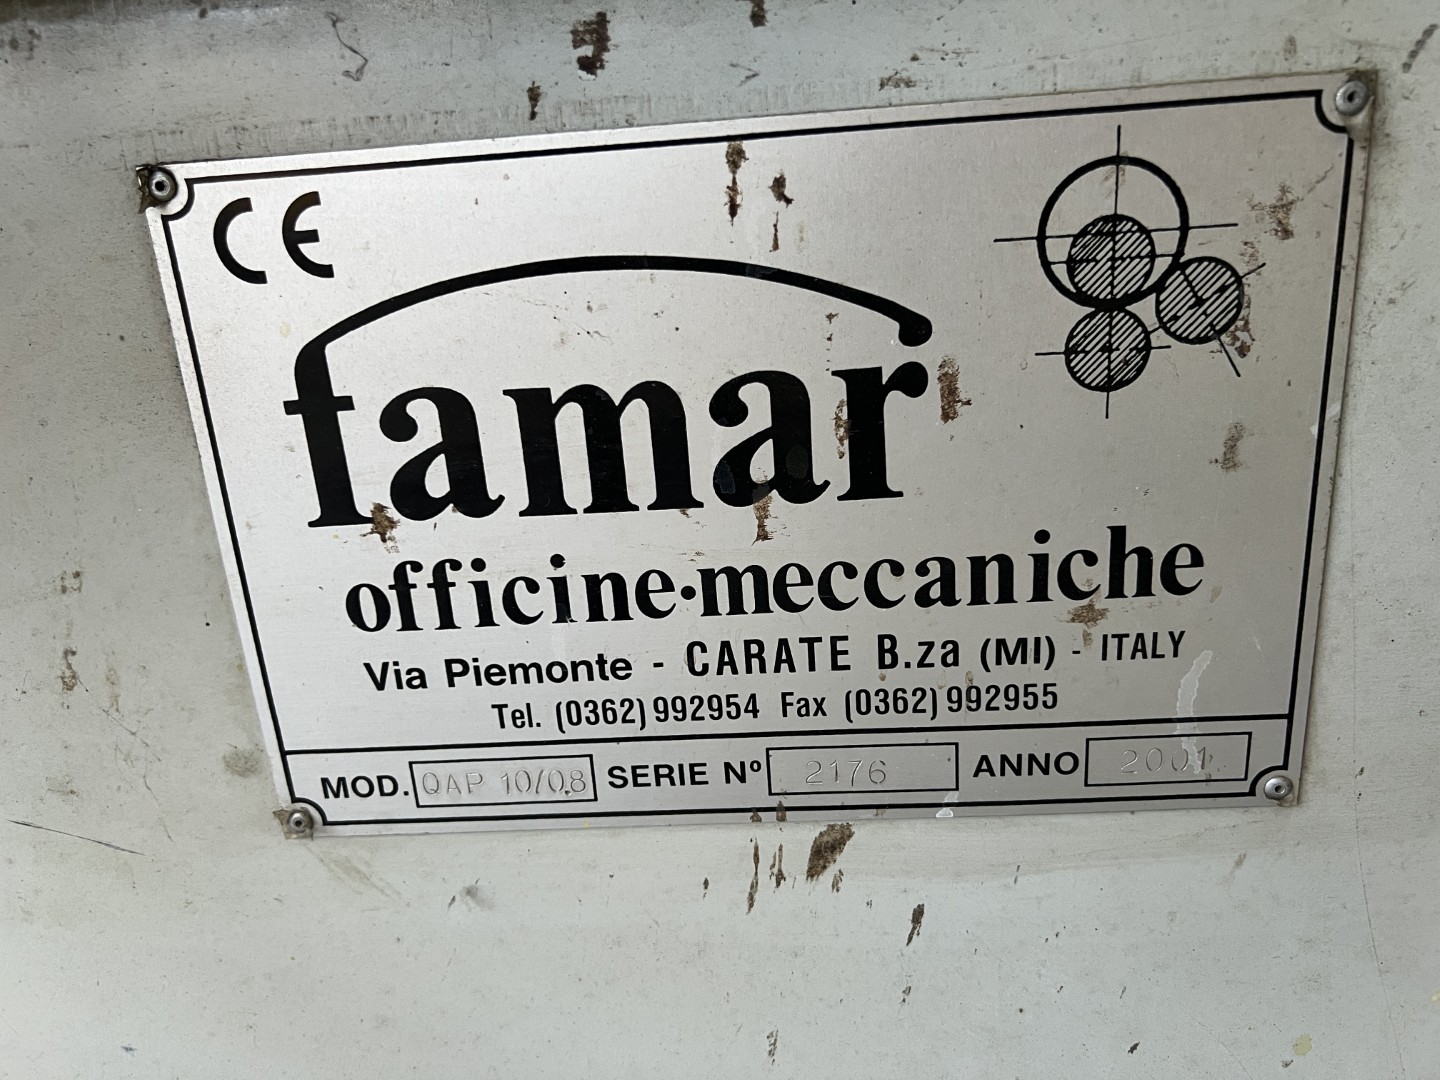 CE
famar
officine·meccaniche
Via Piemonte - CARATE B.za (MI) - ITALY
Tel. (0362) 992954 Fax (0362) 992955
MOD. QAP 10/08 SERIE Nº 2176 ANNO 2001